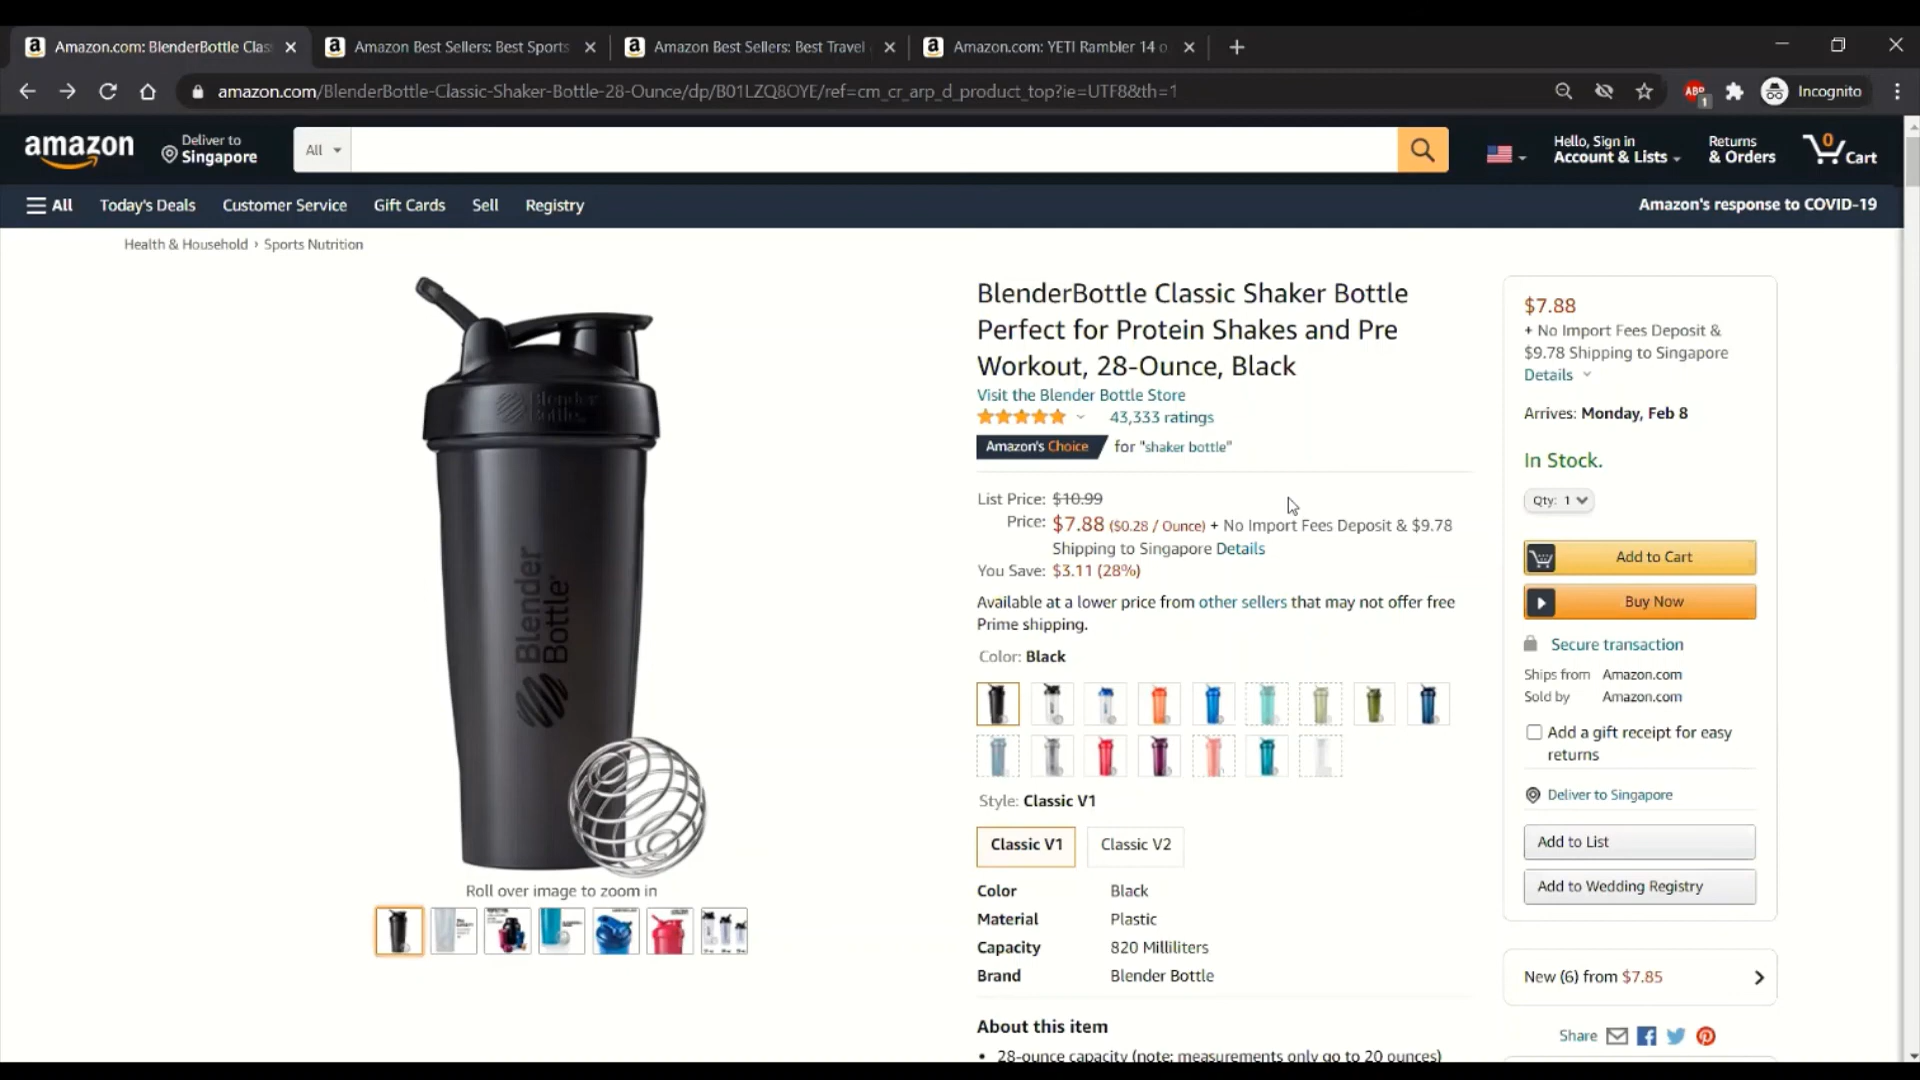 Amazon.com: BlenderBottle Clas
Amazon Best Sellers: Best Sports
Amazon Best Sellers: Best Travel
Amazon.com: YETI Rambler 14 o
amazon.com/BlenderBottle-Classic-Shaker-Bottle-28-Ounce/dp/B01LZQ8OYE/ref=cm_cr_arp_d_product_top?ie=UTF8&th=1
ABP
1
Incognito
amazon
Deliver to
Singapore
All
Hello, Sign in
Account & Lists
Returns
& Orders
0
Cart
All
Today's Deals
Customer Service
Gift Cards
Sell
Registry
Amazon's response to COVID-19
Health & Household › Sports Nutrition
Blender
Bottle
Blender
Bottle
Roll over image to zoom in
BlenderBottle Classic Shaker Bottle
Perfect for Protein Shakes and Pre
Workout, 28-Ounce, Black
Visit the Blender Bottle Store
43,333 ratings
Amazon's Choice for "shaker bottle"
List Price: $10.99
Price: $7.88 ($0.28 / Ounce) + No Import Fees Deposit & $9.78
Shipping to Singapore Details
You Save: $3.11 (28%)
Available at a lower price from other sellers that may not offer free
Prime shipping.
Color: Black
Style: Classic V1
Classic V1
Classic V2
Color Black
Material Plastic
Capacity 820 Milliliters
Brand Blender Bottle
About this item
• 28-ounce capacity (note: measurements only go to 20 ounces)
$7.88
+ No Import Fees Deposit &
$9.78 Shipping to Singapore
Details
Arrives: Monday, Feb 8
In Stock.
Qty: 1
Add to Cart
Buy Now
Secure transaction
Ships from Amazon.com
Sold by Amazon.com
Add a gift receipt for easy
returns
Deliver to Singapore
Add to List
Add to Wedding Registry
New (6) from $7.85
Share